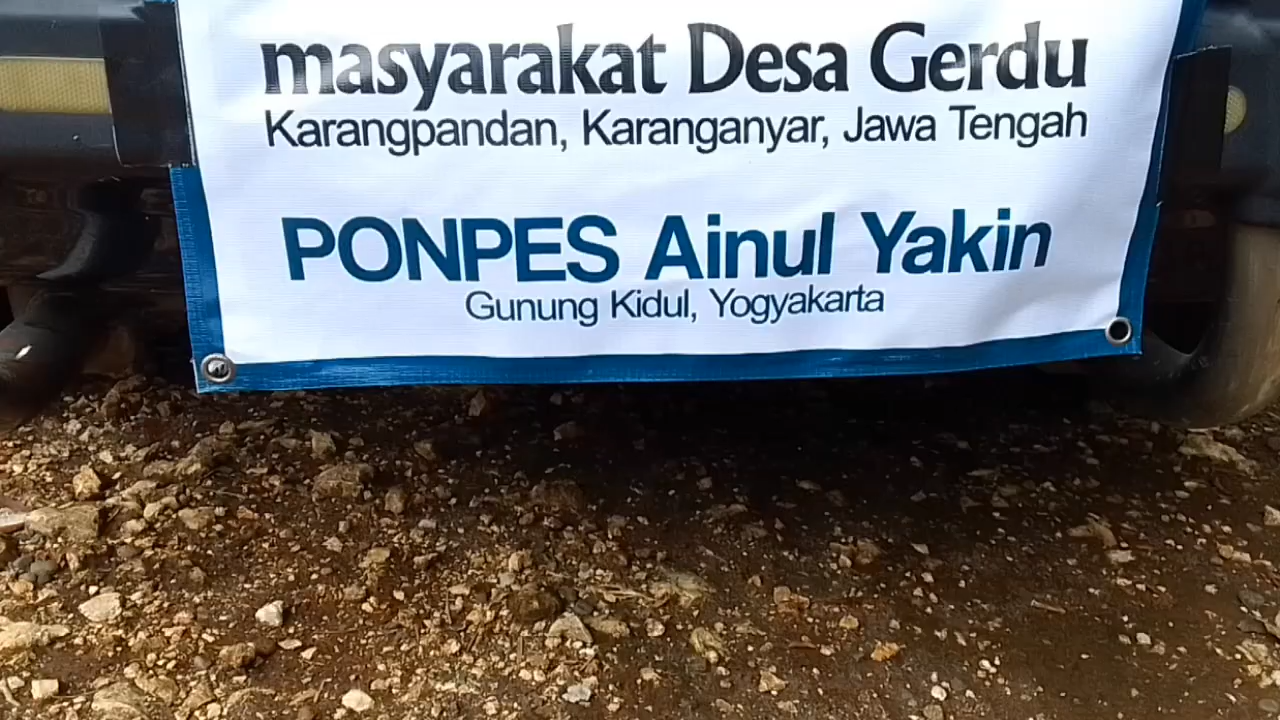 masyarakat Desa Gerdu
Karangpandan, Karanganyar, Jawa Tengah
PONPES Ainul Yakin
Gunung Kidul, Yogyakarta